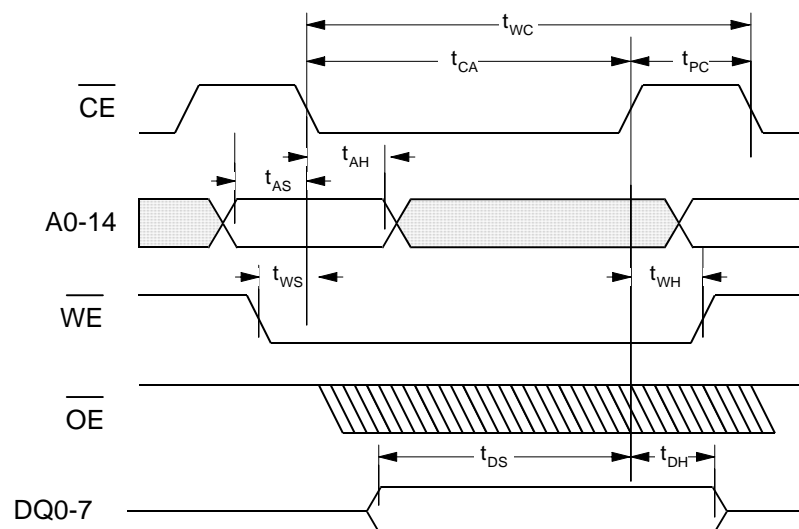 tWC
tCA
tPC
CE
tAH
tAS
A0-14
tWS
tWH
WE
OE
tDS
tDH
DQ0-7